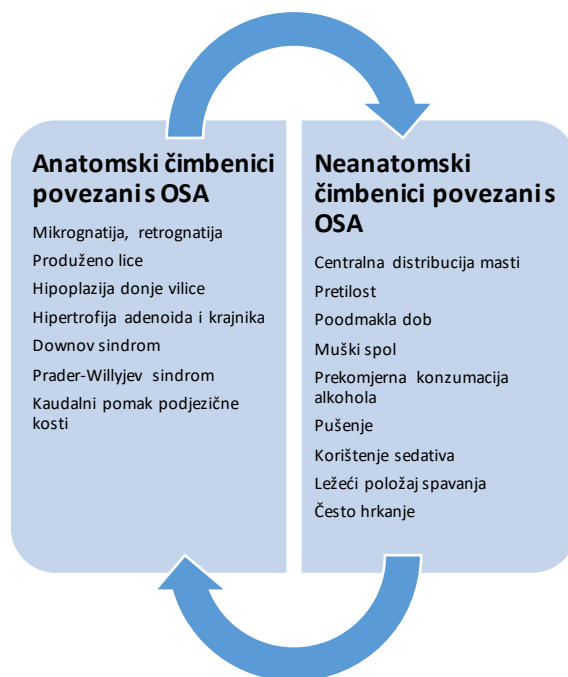 Anatomski čimbenici
povezani s OSA
Mikrognatija, retrognatija
Produženo lice
Hipoplazija donje vilice
Hipertrofija adenoida i krajnika
Downov sindrom
Prader-Willyjev sindrom
Kaudalni pomak podjezične
kosti
Neanatomski
čimbenici povezani s
OSA
Centralna distribucija masti
Pretilost
Poodmakla dob
Muški spol
Prekomjerna konzumacija
alkohola
Pušenje
Korištenje sedativa
Ležeći položaj spavanja
Često hrkanje